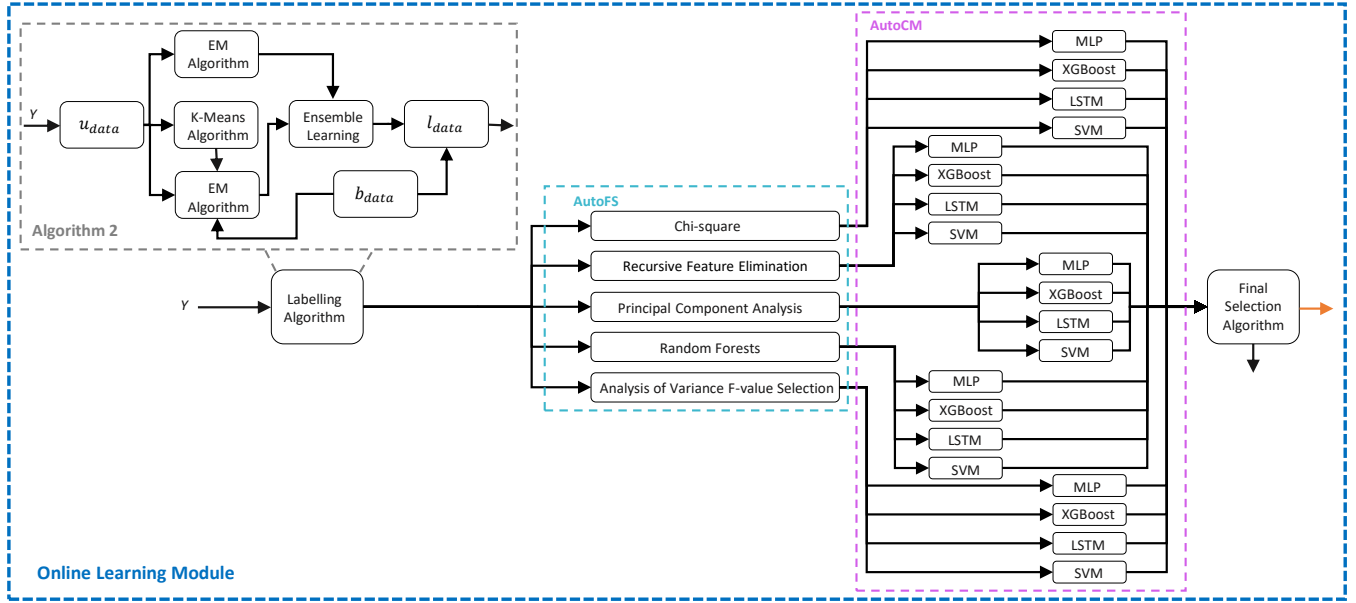 AutoCM
AutoFS
EM
Algorithm
Y
u_data
K-Means
Algorithm
Ensemble
Learning
l_data
EM
Algorithm
b_data
Algorithm 2
Y
Labelling
Algorithm
Chi-square
Recursive Feature Elimination
Principal Component Analysis
Random Forests
Analysis of Variance F-value Selection
MLP
XGBoost
LSTM
SVM
MLP
XGBoost
LSTM
SVM
MLP
XGBoost
LSTM
SVM
MLP
XGBoost
LSTM
SVM
MLP
XGBoost
LSTM
SVM
Final
Selection
Algorithm
Online Learning Module